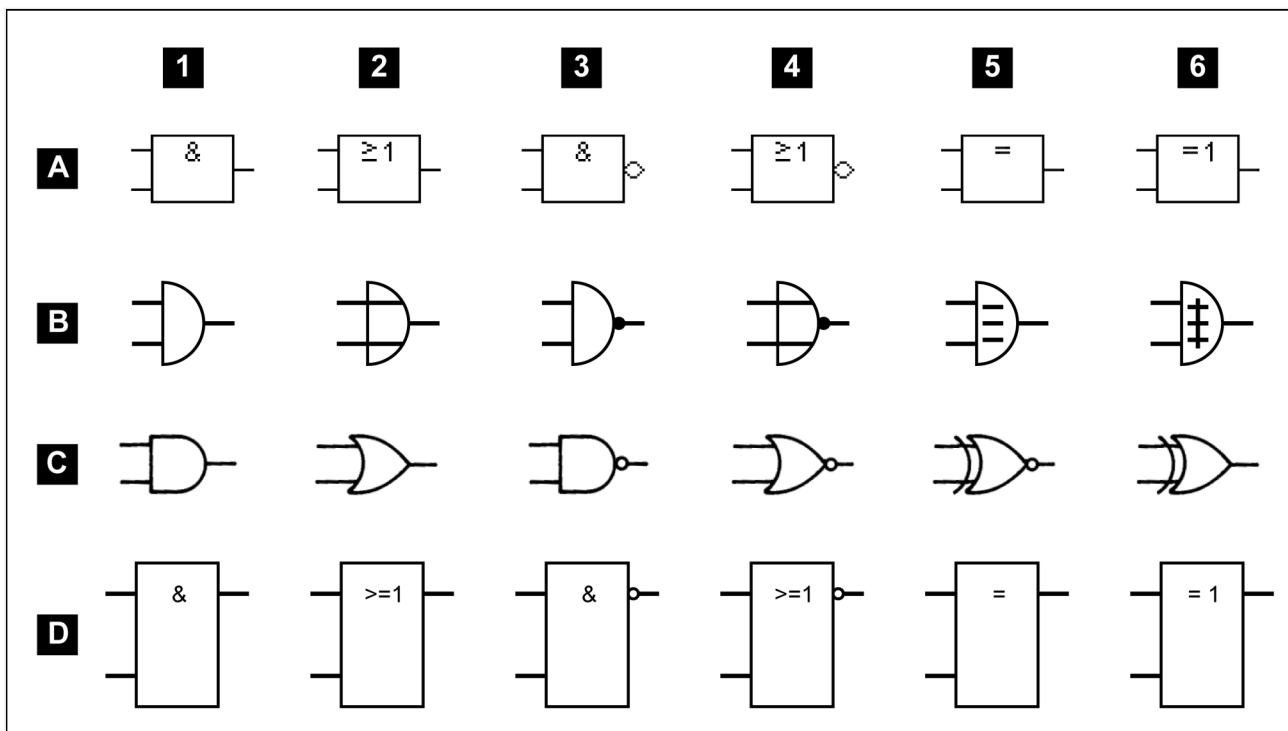 1 2 3 4 5 6
A & ≥1 & ≥1 = =1
B
C
D & >=1 & >=1 = = 1